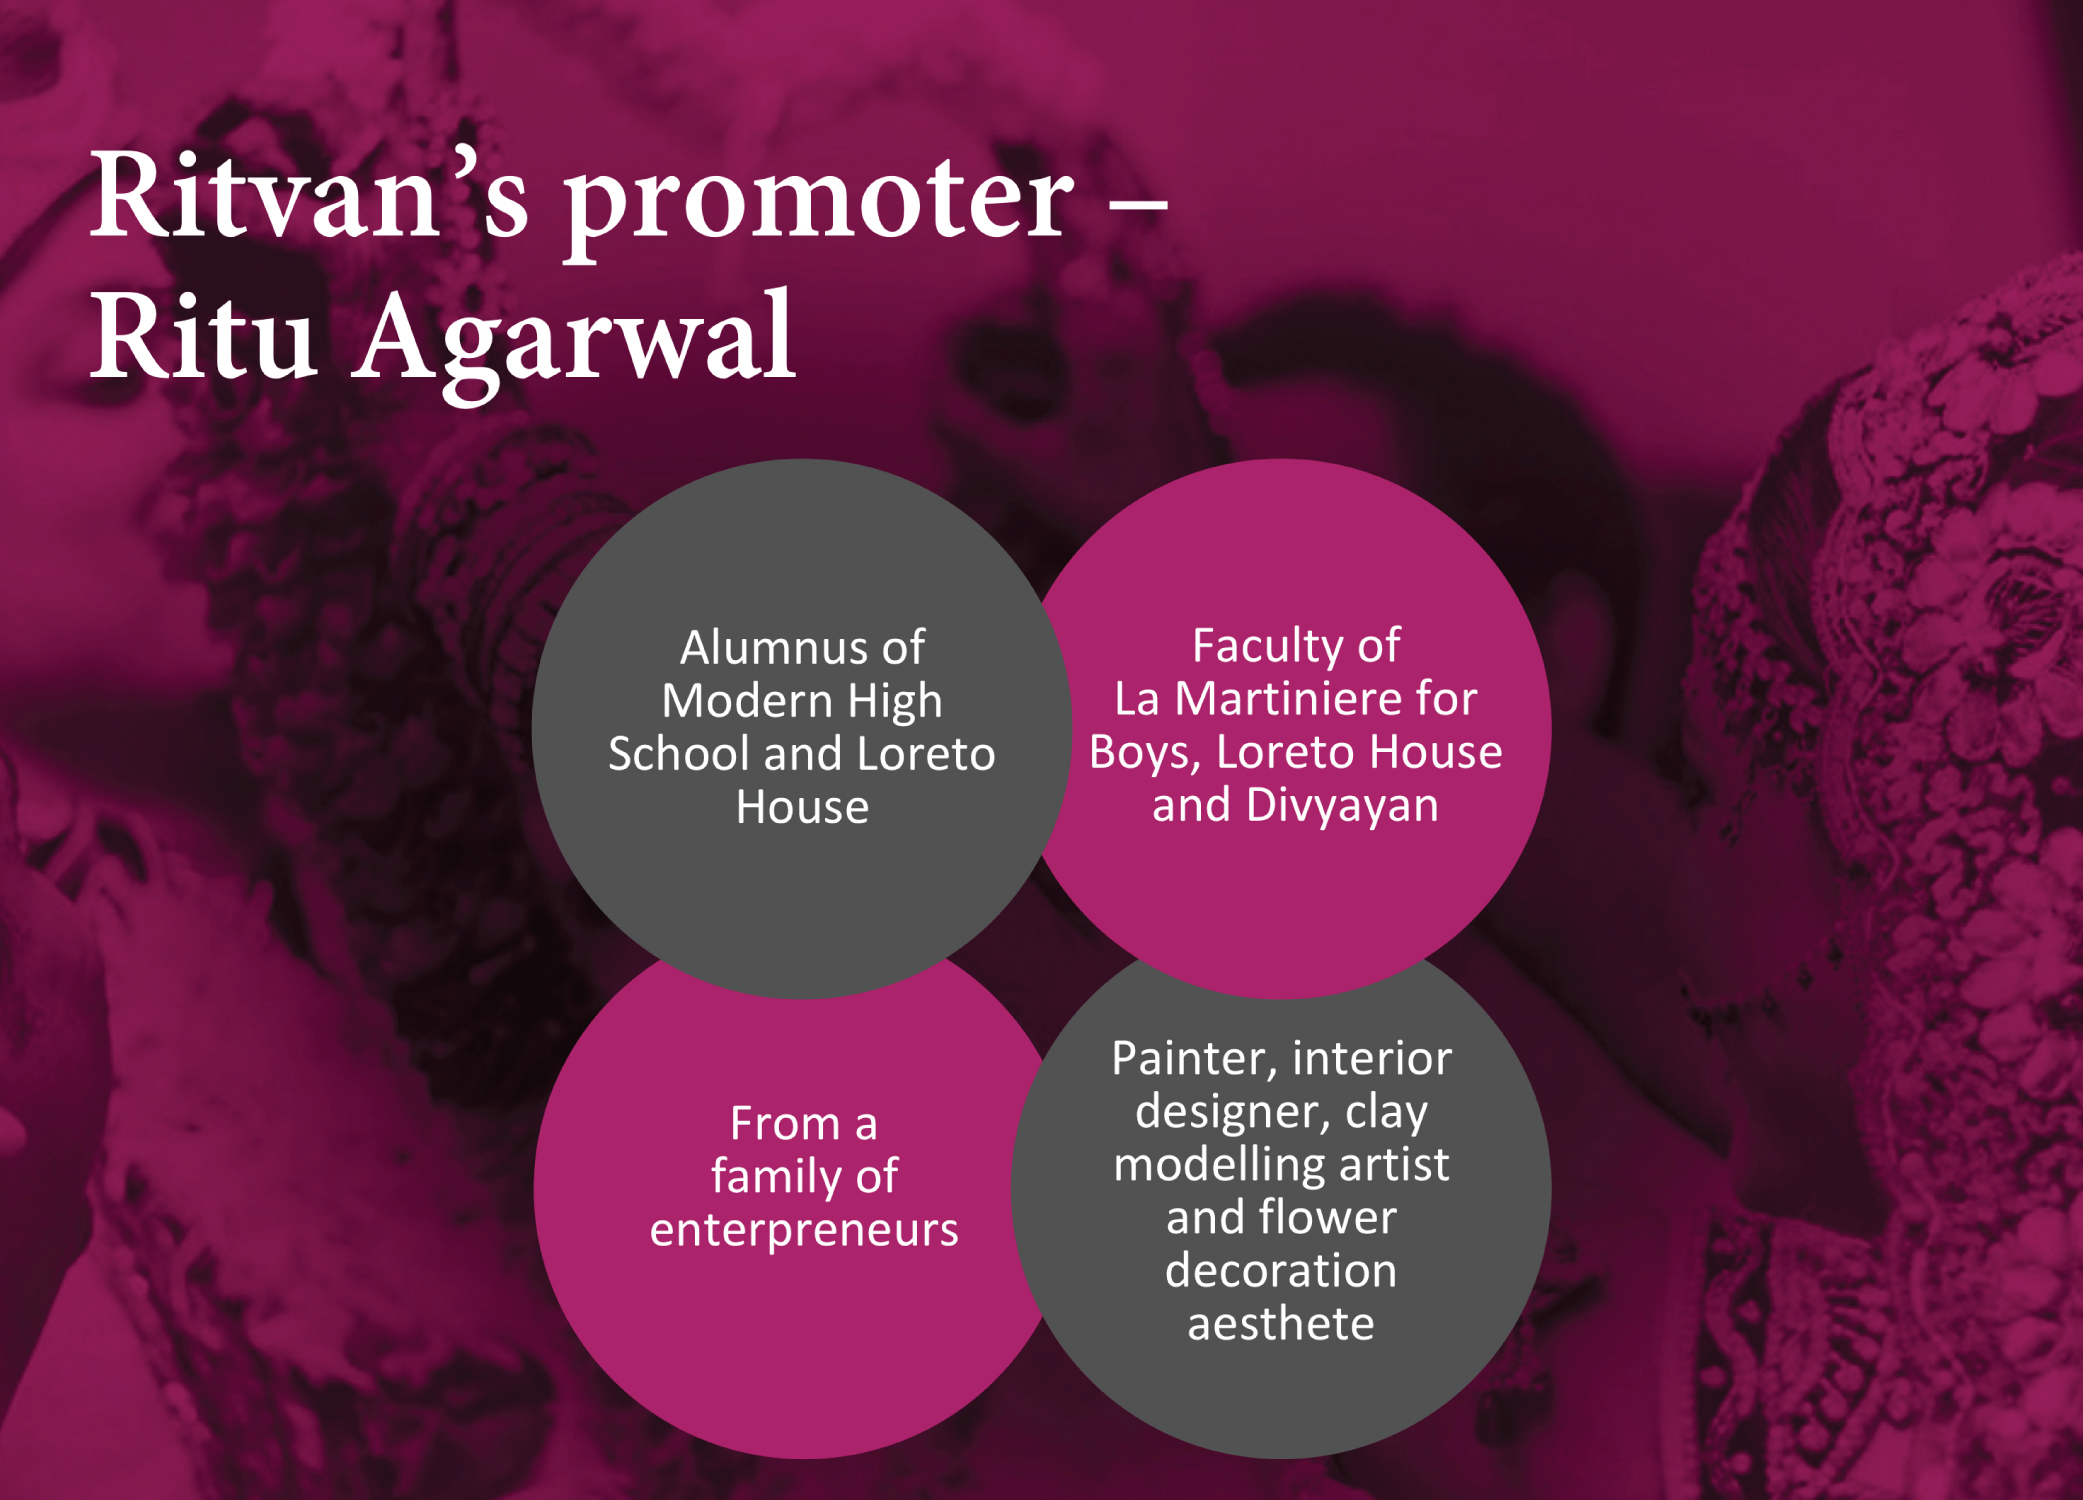 Ritvan’s promoter –
Ritu Agarwal
Alumnus of
Modern High
School and Loreto
House
Faculty of
La Martiniere for
Boys, Loreto House
and Divyayan
From a
family of
enterpreneurs
Painter, interior
designer, clay
modelling artist
and flower
decoration
aesthete